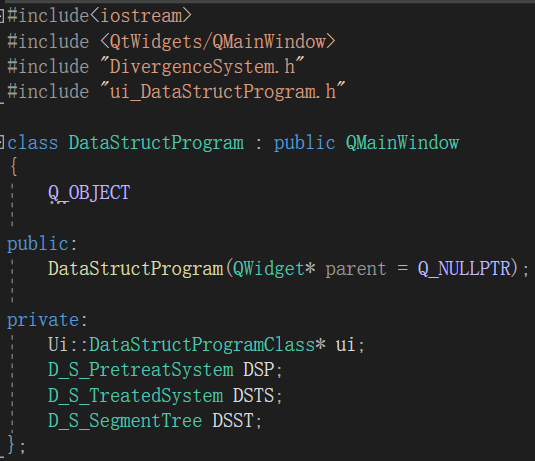 #include<iostream>
#include <QtWidgets/QMainWindow>
#include "DivergenceSystem.h"
#include "ui_DataStructProgram.h"
class DataStructProgram : public QMainWindow
{
Q_OBJECT
public:
DataStructProgram(QWidget* parent = Q_NULLPTR);
private:
Ui::DataStructProgramClass* ui;
D_S_PretreatSystem DSP;
D_S_TreatedSystem DSTS;
D_S_SegmentTree DSST;
};